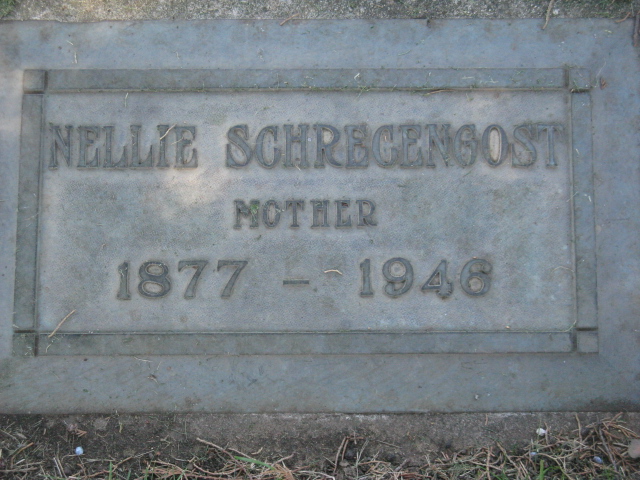 NELLIE SCHRECENGOST
MOTHER
1877 - 1946